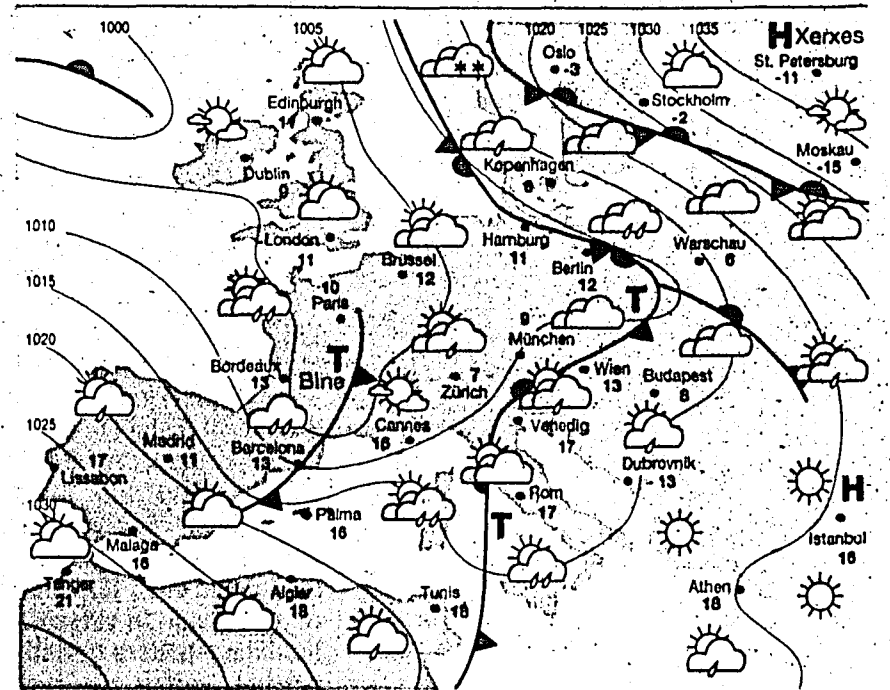 1000
1005
1020 1025 1030 1035
H Xerxes
Oslo
-3
St. Petersburg
-11
Edinburgh
Stockholm
-2
Moskau
-15
Dublin
Kopenhagen
London
11
1010
Hamburg
11
Warschau 6
Brüssel
12
Berlin
12
10
Paris
1015
T
9
München
1020
Bordeaux
13
T
Bine
7
Zürich
Wien
13
Budapest
8
Cannes
16
Venedig
17
1025
Madrid
11
Barcelona
13
17
Lissabon
Dubrovnik
13
1030
Palma
16
Rom
17
T
H
Istanbul
16
Malaga
16
Tanger
21
Algier
18
Tunis
18
Athen
18